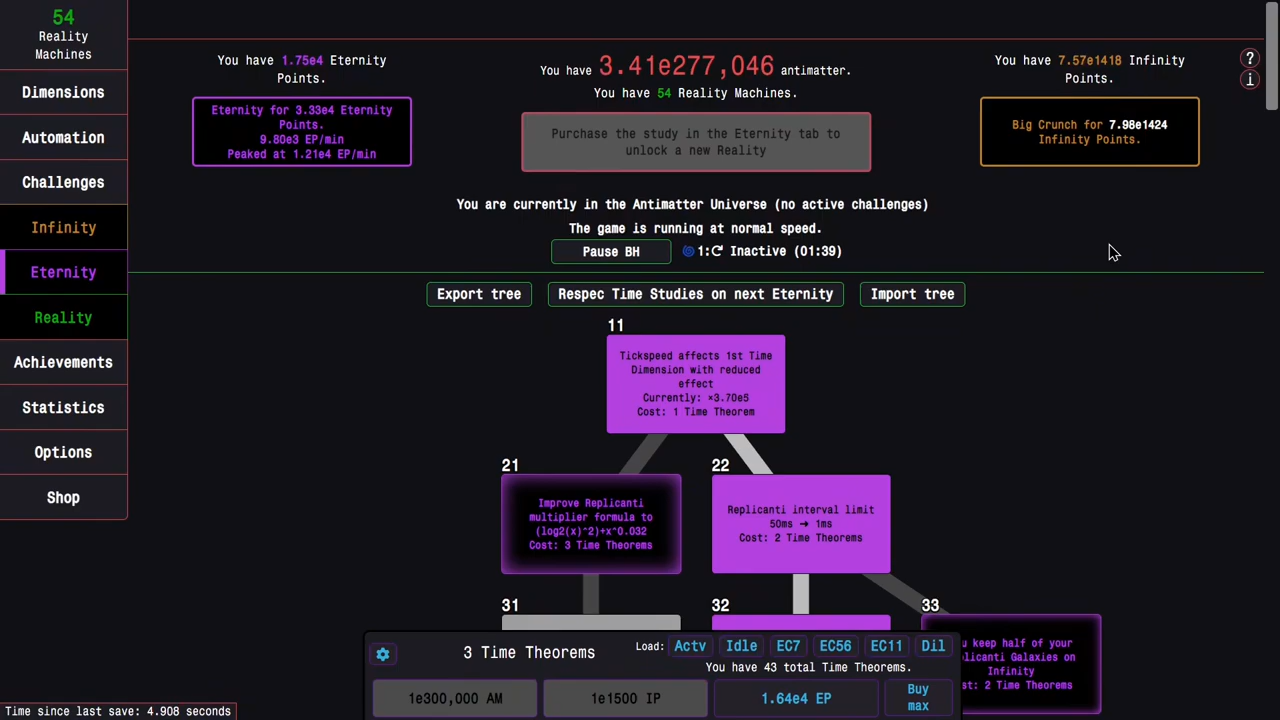 54
Reality
Machines
Dimensions
Automation
Challenges
Infinity
Eternity
Reality
Achievements
Statistics
Options
Shop
You have 1.75e4 Eternity
Points.
Eternity for 3.33e4 Eternity
Points.
9.80e3 EP/min
Peaked at 1.21e4 EP/min
You have 3.41e277,046 antimatter.
You have 54 Reality Machines.
Purchase the study in the Eternity tab to
unlock a new Reality
You have 7.57e1418 Infinity
Points.
Big Crunch for 7.98e1424
Infinity Points.
?
i
You are currently in the Antimatter Universe (no active challenges)
The game is running at normal speed.
Pause BH
1: Inactive (01:39)
Export tree
Respec Time Studies on next Eternity
Import tree
11
Tickspeed affects 1st Time
Dimension with reduced
effect
Currently: ×3.70e5
Cost: 1 Time Theorem
21
Improve Replicanti
multiplier formula to
(log2(x)^2)+x^0.032
Cost: 3 Time Theorems
22
Replicanti interval limit
50ms → 1ms
Cost: 2 Time Theorems
31
32
33
u keep half of your
plicanti Galaxies on
Infinity
st: 2 Time Theorems
3 Time Theorems
Load: Actv Idle EC7 EC56 EC11 Dil
You have 43 total Time Theorems.
1e300,000 AM
1e1500 IP
1.64e4 EP
Buy
max
Time since last save: 4.908 seconds